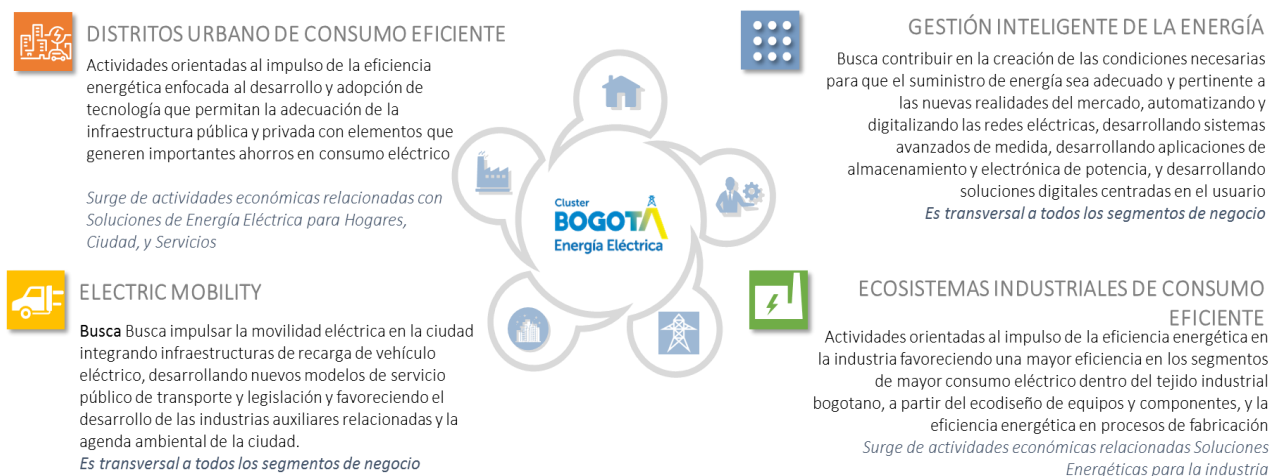 DISTRITOS URBANO DE CONSUMO EFICIENTE
Actividades orientadas al impulso de la eficiencia
energética enfocada al desarrollo y adopción de
tecnología que permitan la adecuación de la
infraestructura pública y privada con elementos que
generen importantes ahorros en consumo eléctrico
Surge de actividades económicas relacionadas con
Soluciones de Energía Eléctrica para Hogares,
Ciudad, y Servicios
ELECTRIC MOBILITY
Busca Busca impulsar la movilidad eléctrica en la ciudad
integrando infraestructuras de recarga de vehículo
eléctrico, desarrollando nuevos modelos de servicio
público de transporte y legislación y favoreciendo el
desarrollo de las industrias auxiliares relacionadas y la
agenda ambiental de la ciudad.
Es transversal a todos los segmentos de negocio
Cluster
BOGOTA
Energía Eléctrica
GESTIÓN INTELIGENTE DE LA ENERGÍA
Busca contribuir en la creación de las condiciones necesarias
para que el suministro de energía sea adecuado y pertinente a
las nuevas realidades del mercado, automatizando y
digitalizando las redes eléctricas, desarrollando sistemas
avanzados de medida, desarrollando aplicaciones de
almacenamiento y electrónica de potencia, y desarrollando
soluciones digitales centradas en el usuario
Es transversal a todos los segmentos de negocio
ECOSISTEMAS INDUSTRIALES DE CONSUMO
EFICIENTE
Actividades orientadas al impulso de la eficiencia energética en
la industria favoreciendo una mayor eficiencia en los segmentos
de mayor consumo eléctrico dentro del tejido industrial
bogotano, a partir del ecodiseño de equipos y componentes, y la
eficiencia energética en procesos de fabricación
Surge de actividades económicas relacionadas Soluciones
Energéticas para la industria